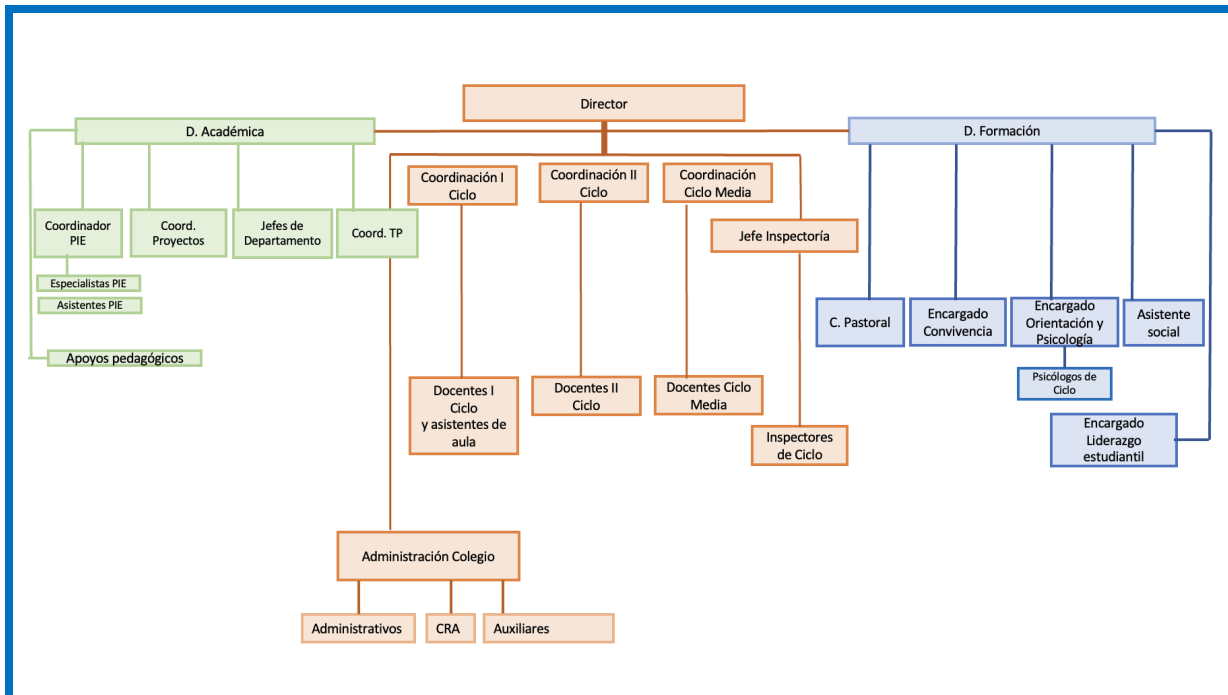 Director
D. Académica
D. Formación
Coordinación I
Ciclo
Coordinación II
Ciclo
Coordinación
Ciclo Media
Coordinador
PIE
Coord.
Proyectos
Jefes de
Departamento
Coord. TP
Jefe Inspectoría
Especialistas PIE
Asistentes PIE
C. Pastoral
Encargado
Convivencia
Encargado
Orientación y
Psicología
Asistente
social
Apoyos pedagógicos
Psicólogos de
Ciclo
Docentes I
Ciclo
y asistentes de
aula
Docentes II
Ciclo
Docentes Ciclo
Media
Inspectores
de Ciclo
Encargado
Liderazgo
estudiantil
Administración Colegio
Administrativos
CRA
Auxiliares